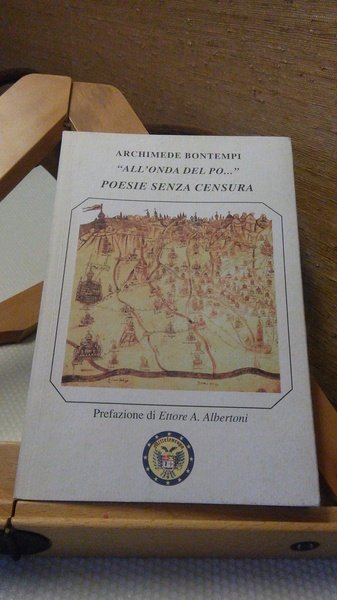 ARCHIMEDE BONTEMPI
“ALL’ONDA DEL PO...”
POESIE SENZA CENSURA
Prefazione di Ettore A. Albertoni